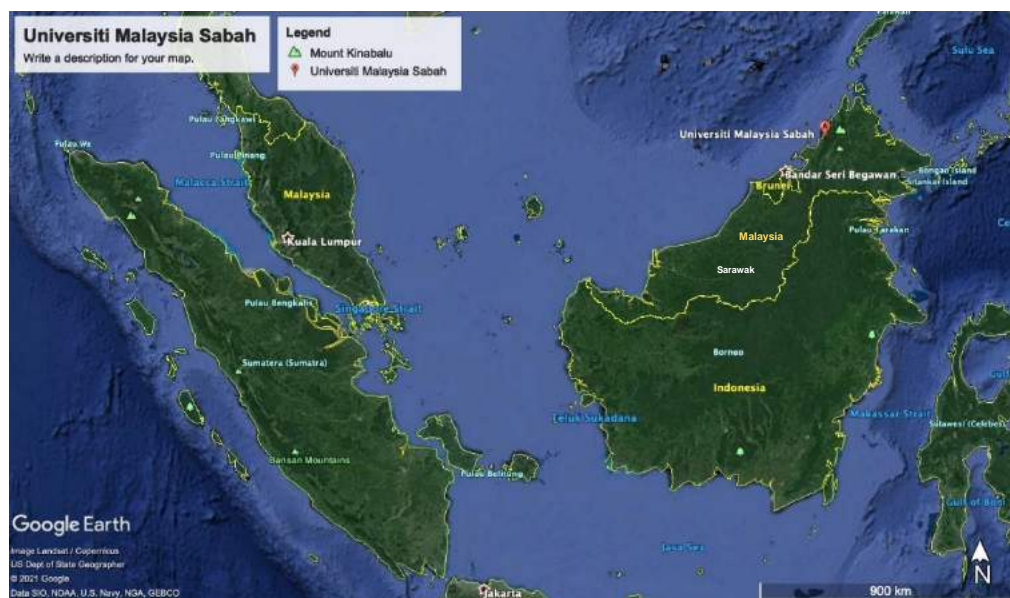 Universiti Malaysia Sabah
Write a description for your map.
Legend
Mount Kinabalu
Universiti Malaysia Sabah
Sulu Sea
Pulau Langkawi
Universiti Malaysia Sabah
Pulau We
Pulau Pinang
Malacca Strait
Malaysia
Bandar Seri Begawan
Bongao Island
Sitankai Island
Brunei
Kuala Lumpur
Malaysia
Pulau Tarakan
Sarawak
Pulau Bengkalis
Singapore Strait
Sumatera (Sumatra)
Borneo
Indonesia
Teluk Sukadana
Makassar Strait
Sulawesi (Celebes)
Barisan Mountains
Pulau Belitung
Gulf of Boni
Google Earth
Java Sea
Image Landsat / Copernicus
US Dept of State Geographer
© 2021 Google
Data SIO, NOAA, U.S. Navy, NGA, GEBCO
Jakarta
900 km
N